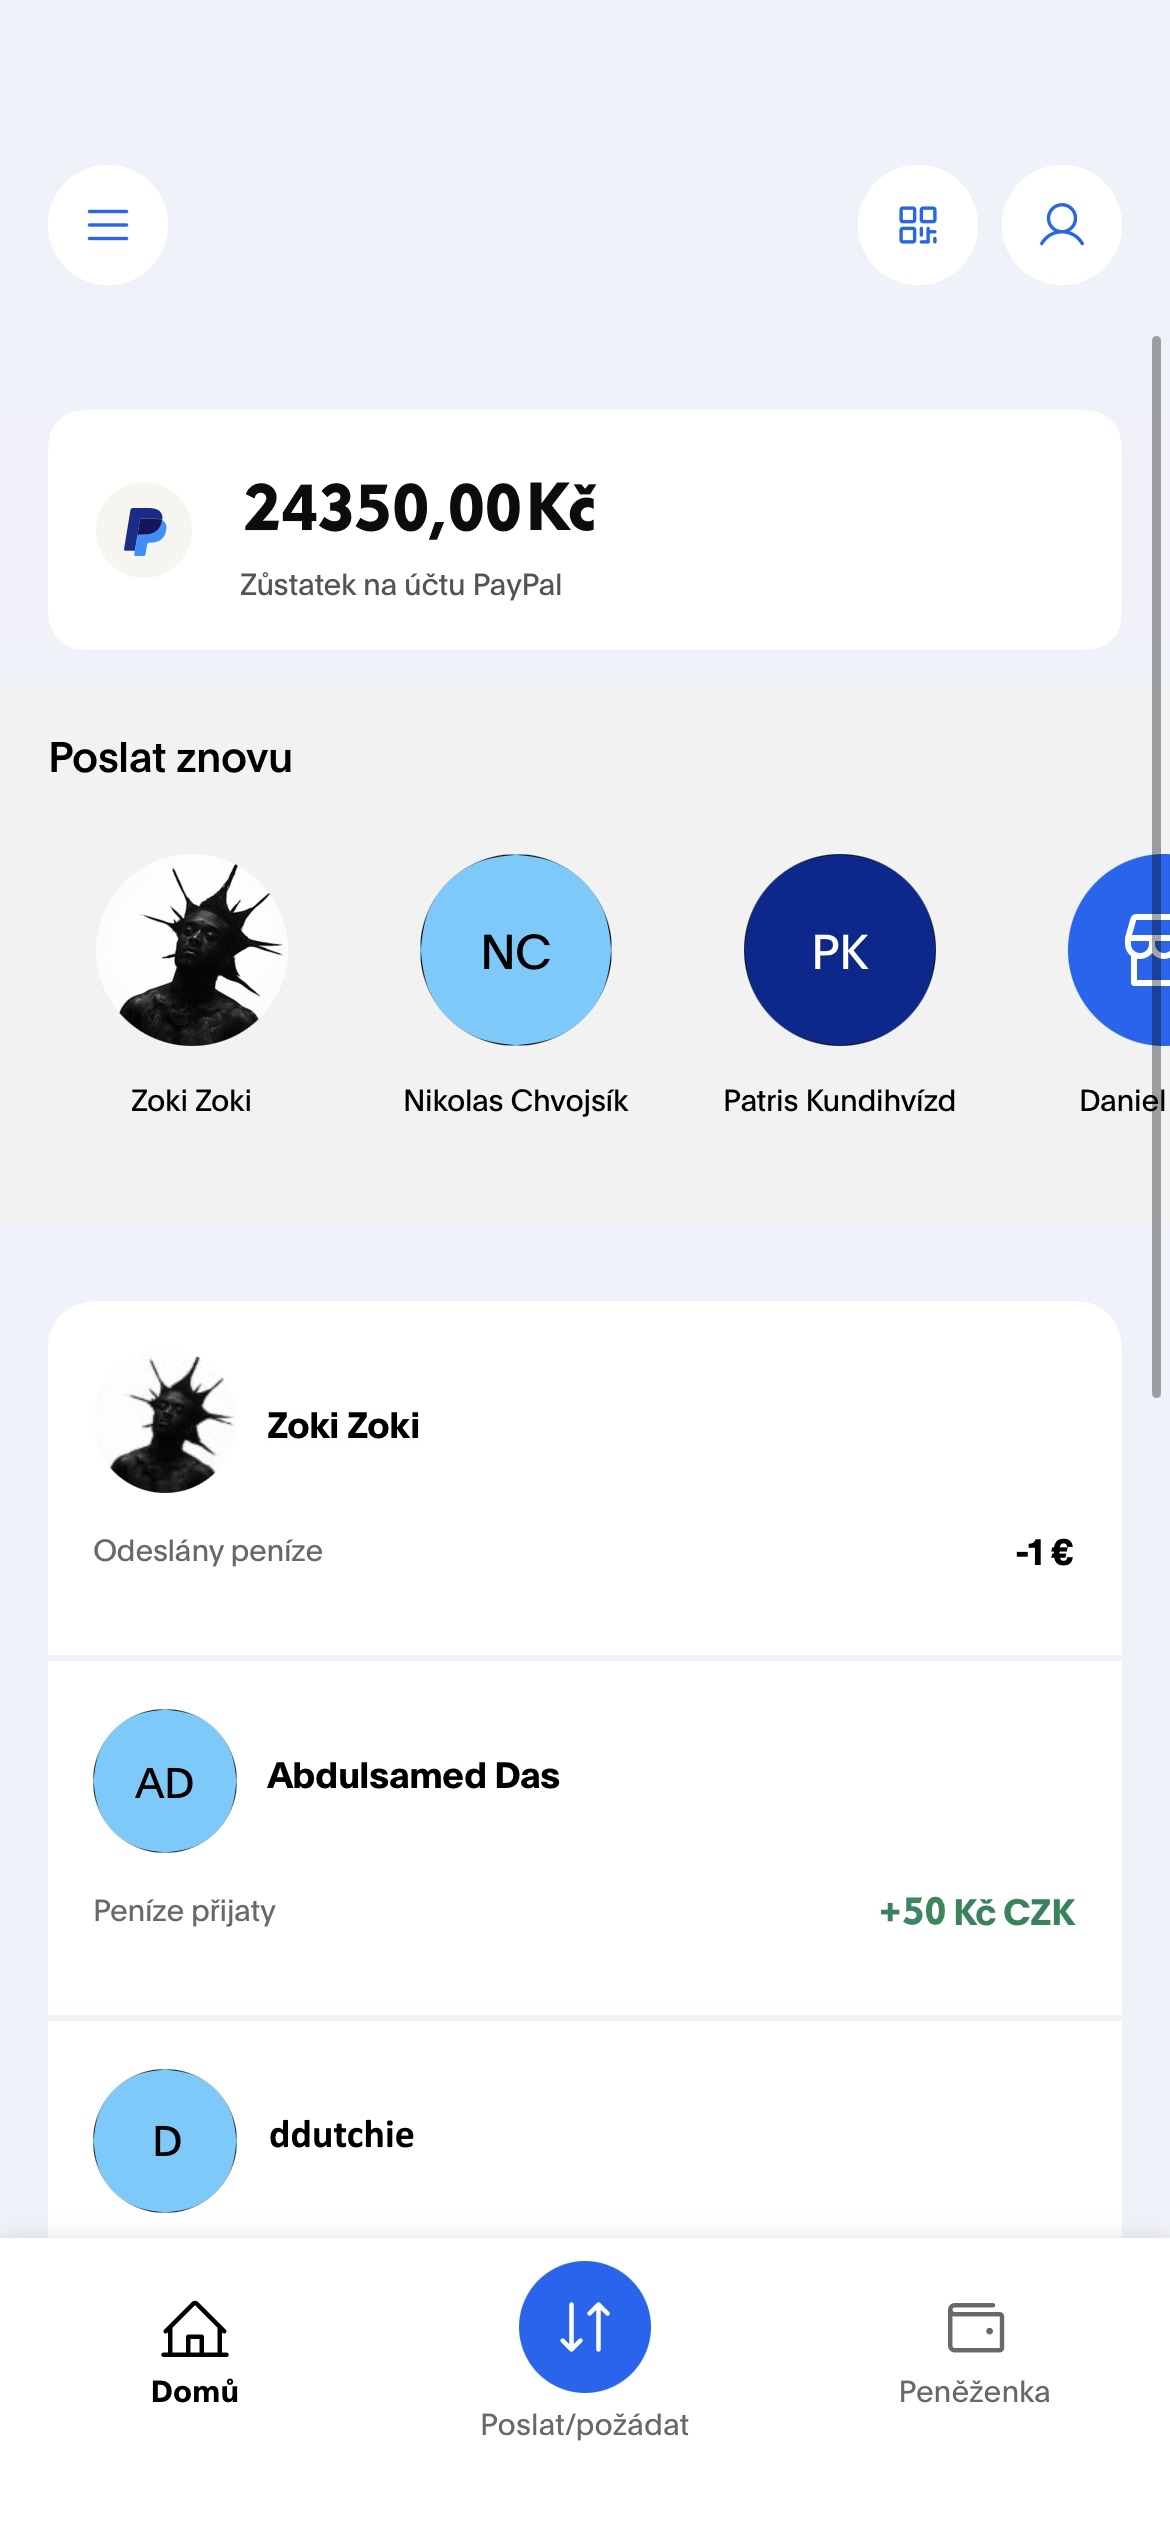 24350,00Kč
Zůstatek na účtu PayPal
Poslat znovu
NC
PK
Zoki Zoki
Nikolas Chvojsík
Patris Kundihvízd
Daniel
Zoki Zoki
Odeslány peníze
-1 €
AD
Abdulsamed Das
Peníze přijaty
+50 Kč CZK
D
ddutchie
Domů
Poslat/požádat
Peněženka